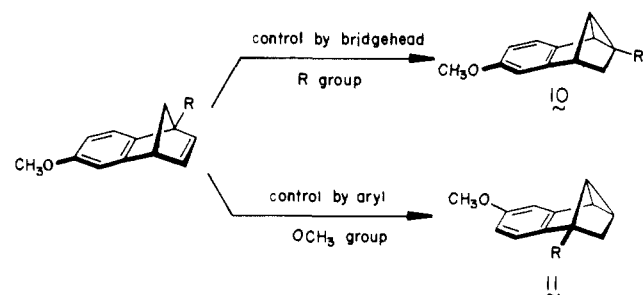 control by bridgehead
R group
R
CH₃O
10
R
CH₃O
control by aryl
OCH₃ group
CH₃O
R
11